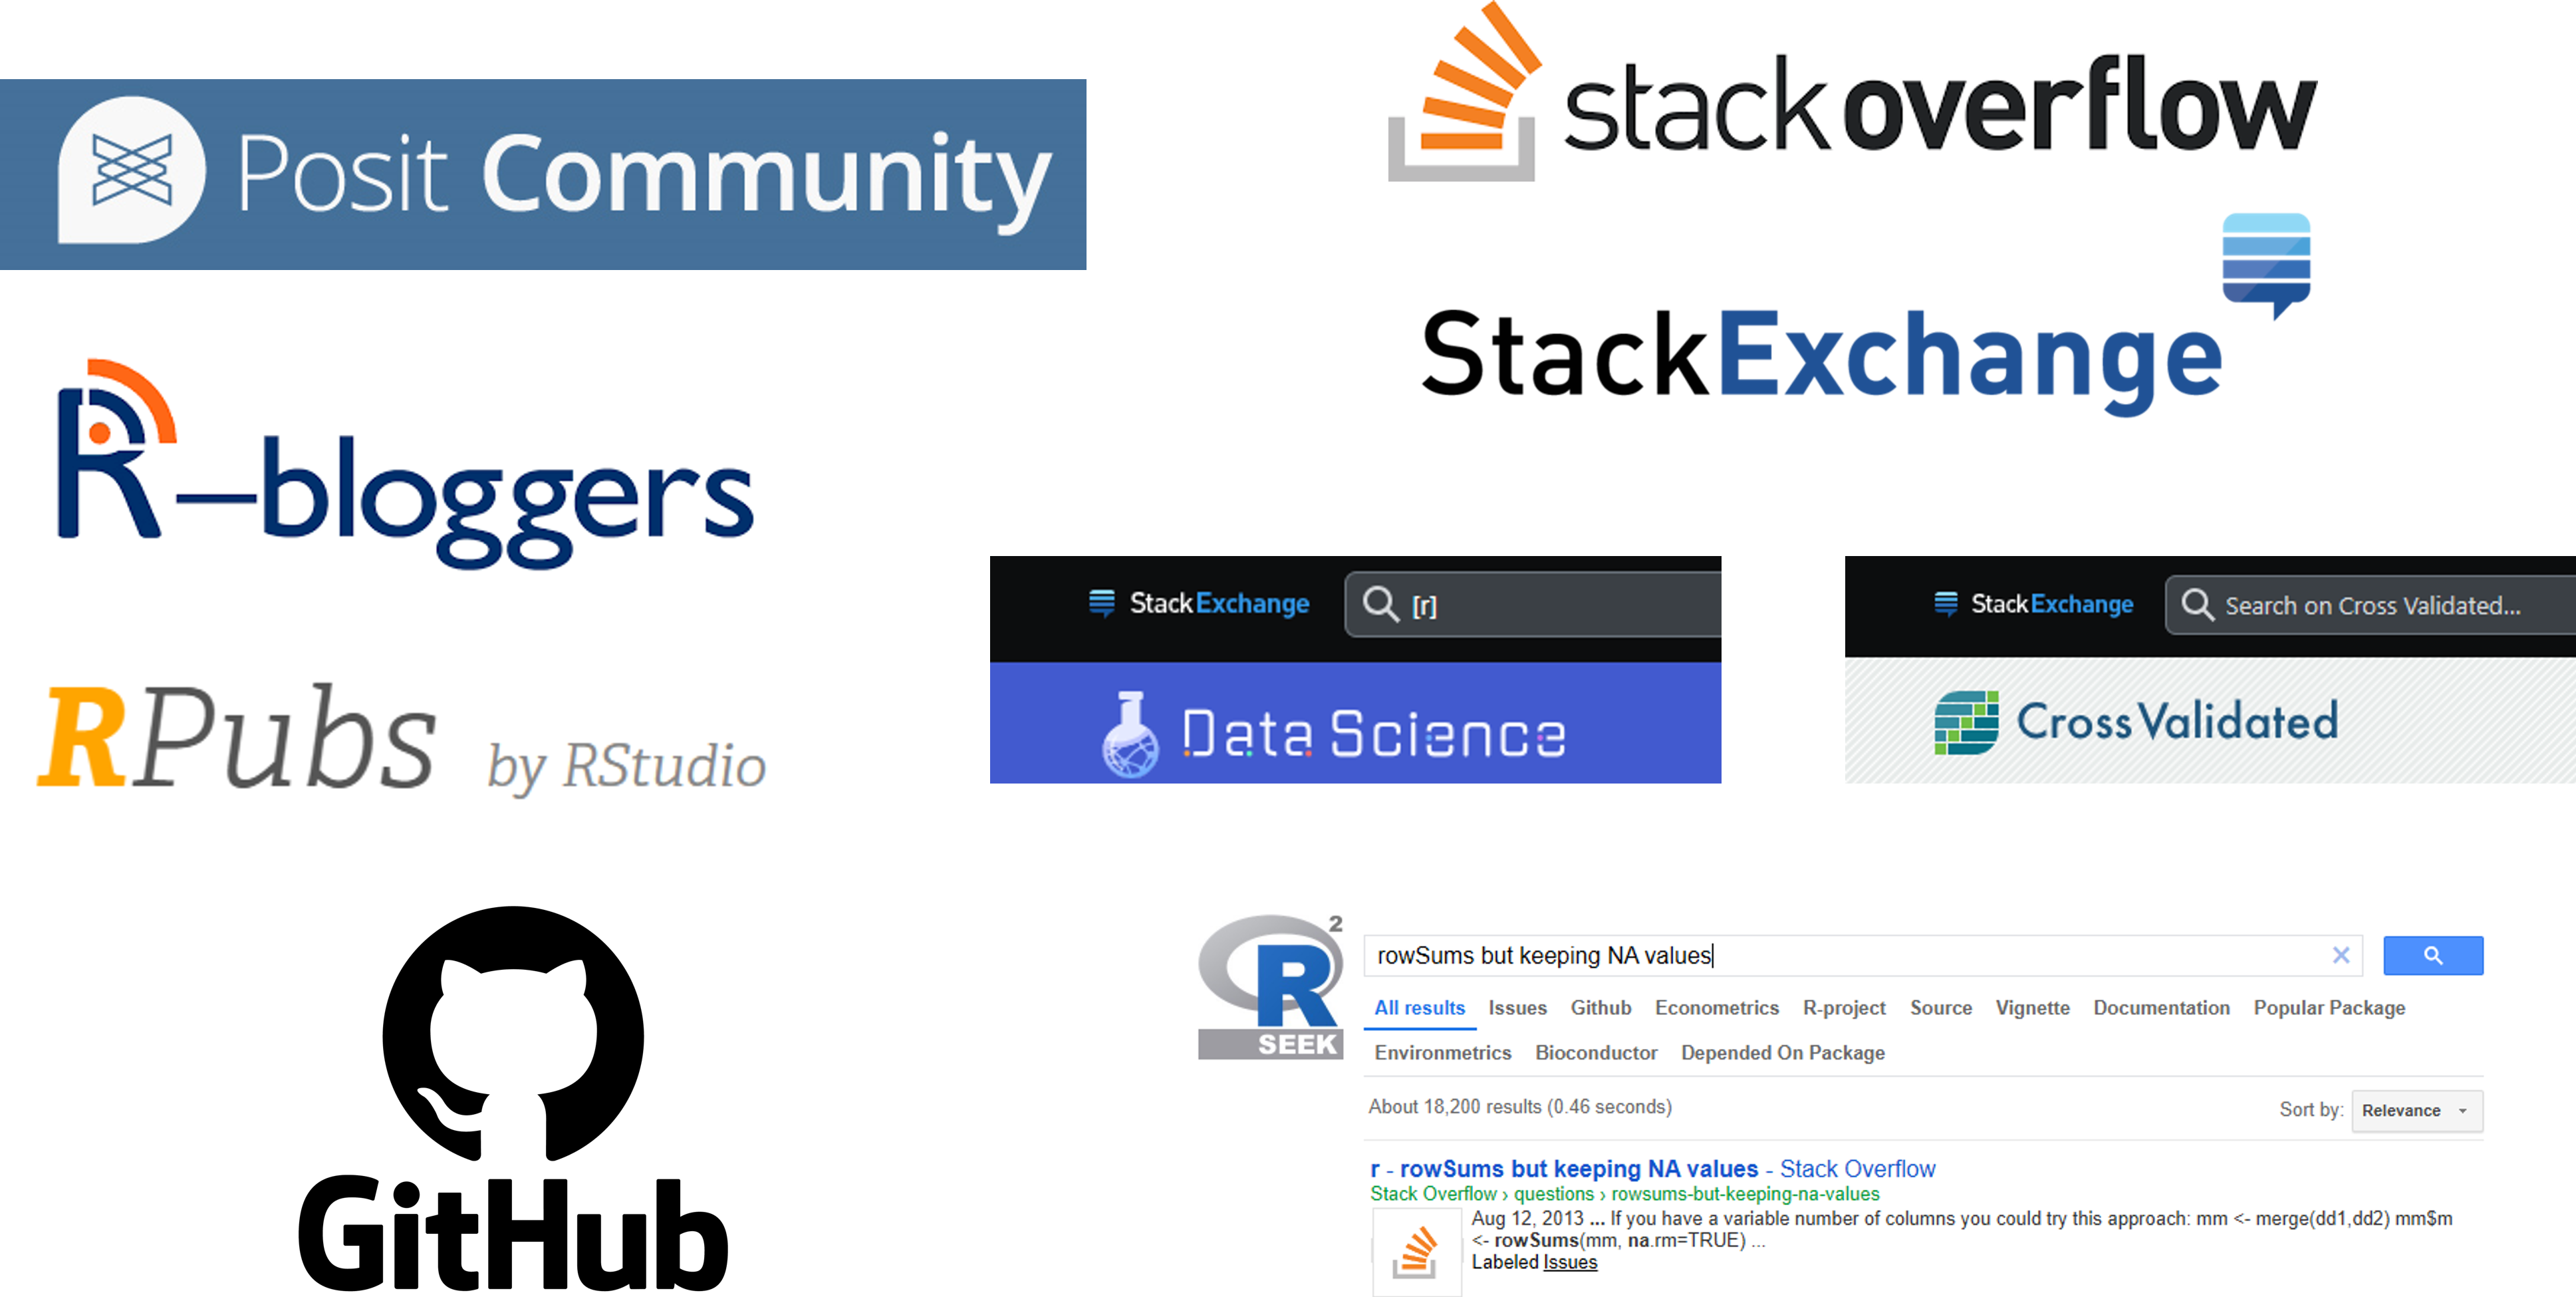 Posit Community
stackoverflow
StackExchange
R-bloggers
StackExchange
[r]
Data Science
StackExchange
Search on Cross Validated...
Cross Validated
RPubs by RStudio
GitHub
R 2
SEEK
rowSums but keeping NA values
All results Issues Github Econometrics R-project Source Vignette Documentation Popular Package
Environmetrics Bioconductor Depended On Package
About 18,200 results (0.46 seconds)
Sort by: Relevance
r - rowSums but keeping NA values - Stack Overflow
Stack Overflow › questions › rowsums-but-keeping-na-values
Aug 12, 2013 ... If you have a variable number of columns you could try this approach: mm <- merge(dd1,dd2) mm$m
<- rowSums(mm, na.rm=TRUE) ...
Labeled Issues